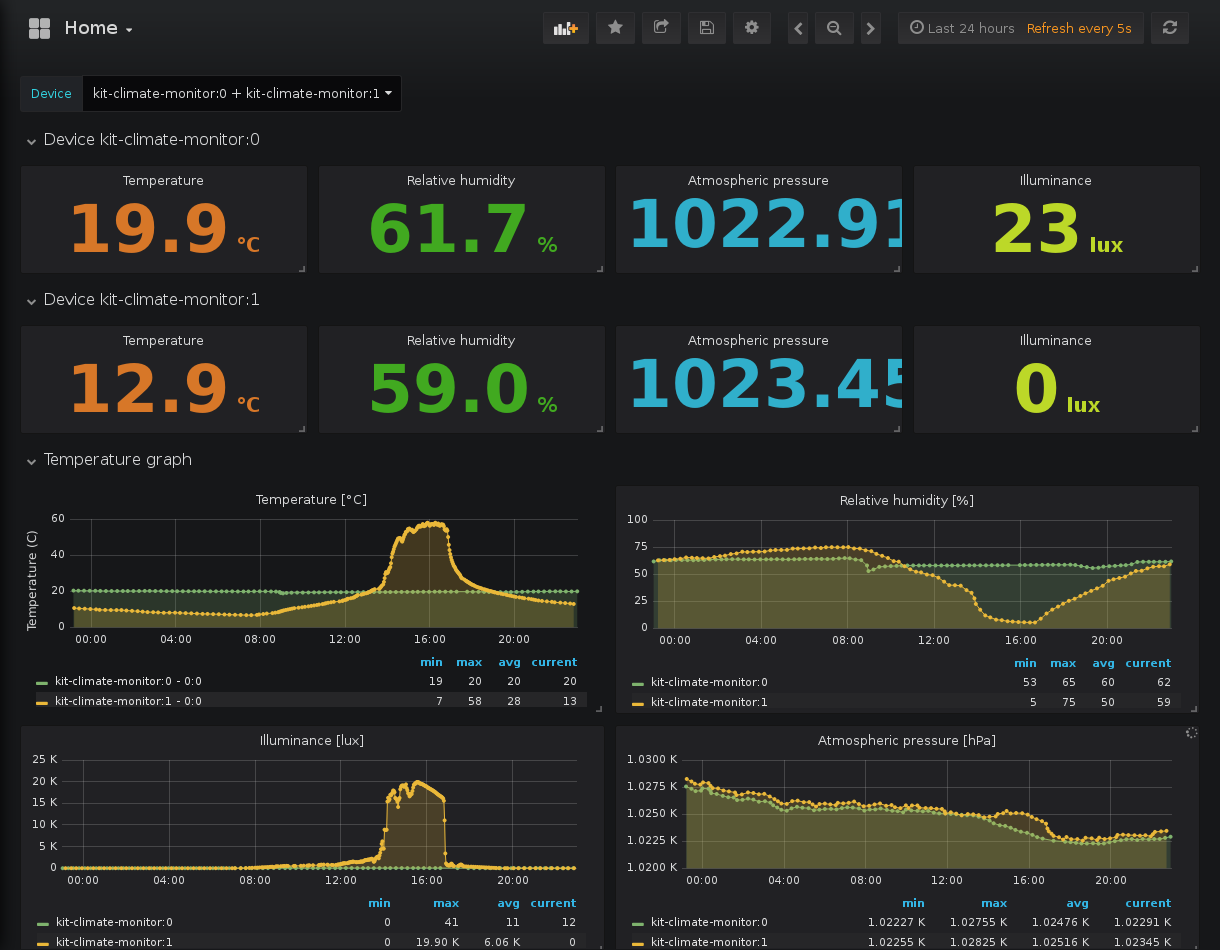 Home
Last 24 hours Refresh every 5s
Device kit-climate-monitor:0 + kit-climate-monitor:1
Device kit-climate-monitor:0
Temperature Relative humidity Atmospheric pressure Illuminance
19.9 °C 61.7 % 1022.91 23 lux
Device kit-climate-monitor:1
Temperature Relative humidity Atmospheric pressure Illuminance
12.9 °C 59.0 % 1023.45 0 lux
Temperature graph
Temperature [°C]
Temperature (C)
60
40
20
0
00:00 04:00 08:00 12:00 16:00 20:00
min max avg current
kit-climate-monitor:0 - 0:0 19 20 20 20
kit-climate-monitor:1 - 0:0 7 58 28 13
Relative humidity [%]
100
75
50
25
0
00:00 04:00 08:00 12:00 16:00 20:00
min max avg current
kit-climate-monitor:0 53 65 60 62
kit-climate-monitor:1 5 75 50 59
Illuminance [lux]
25 K
20 K
15 K
10 K
5 K
0
00:00 04:00 08:00 12:00 16:00 20:00
min max avg current
kit-climate-monitor:0 0 41 11 12
kit-climate-monitor:1 0 19.90 K 6.06 K 0
Atmospheric pressure [hPa]
1.0300 K
1.0275 K
1.0250 K
1.0225 K
1.0200 K
00:00 04:00 08:00 12:00 16:00 20:00
min max avg current
kit-climate-monitor:0 1.02227 K 1.02755 K 1.02476 K 1.02291 K
kit-climate-monitor:1 1.02255 K 1.02825 K 1.02516 K 1.02345 K